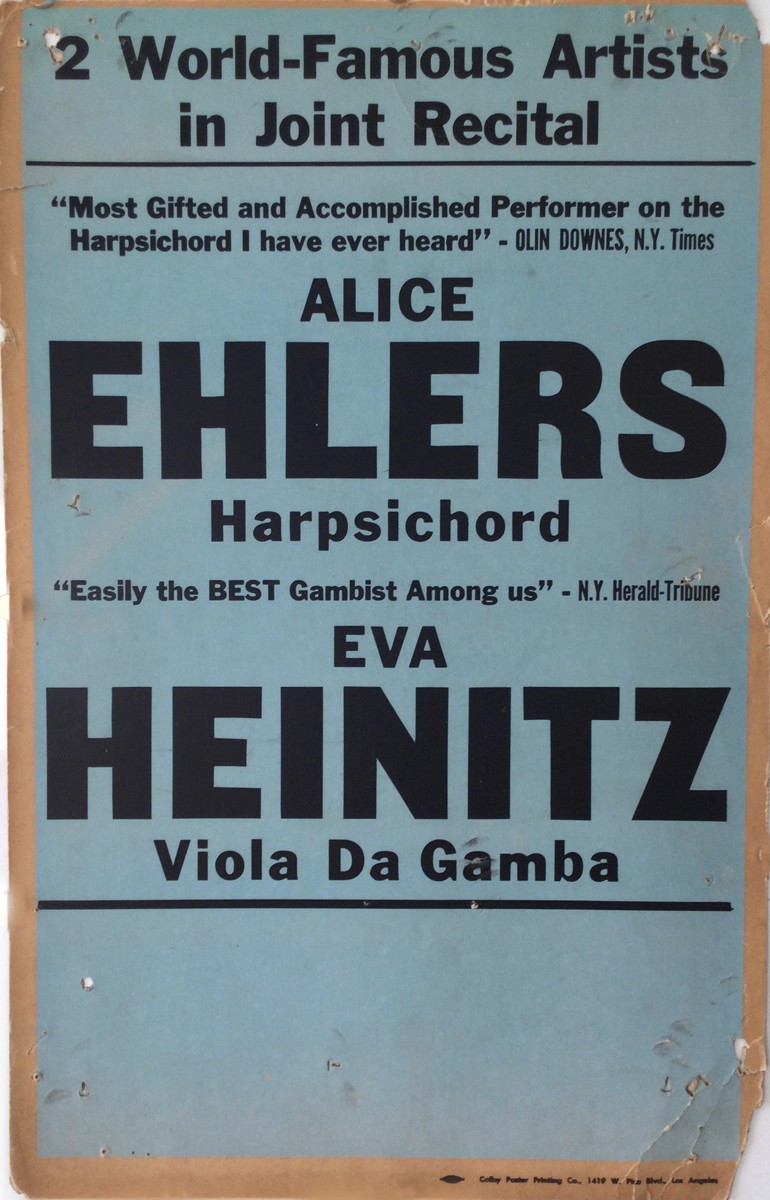 2 World-Famous Artists
in Joint Recital
“Most Gifted and Accomplished Performer on the
Harpsichord I have ever heard” - OLIN DOWNES, N.Y. Times
ALICE
EHLERS
Harpsichord
“Easily the BEST Gambist Among us” - N.Y. Herald-Tribune
EVA
HEINITZ
Viola Da Gamba
Colby Poster Printing Co., 1419 W. Pico Blvd., Los Angeles